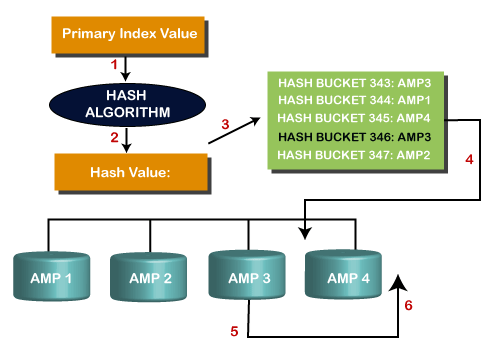 Primary Index Value
1
HASH
ALGORITHM
2
Hash Value:
3
HASH BUCKET 343: AMP3
HASH BUCKET 344: AMP1
HASH BUCKET 345: AMP4
HASH BUCKET 346: AMP3
HASH BUCKET 347: AMP2
4
AMP 1
AMP 2
AMP 3
AMP 4
5
6